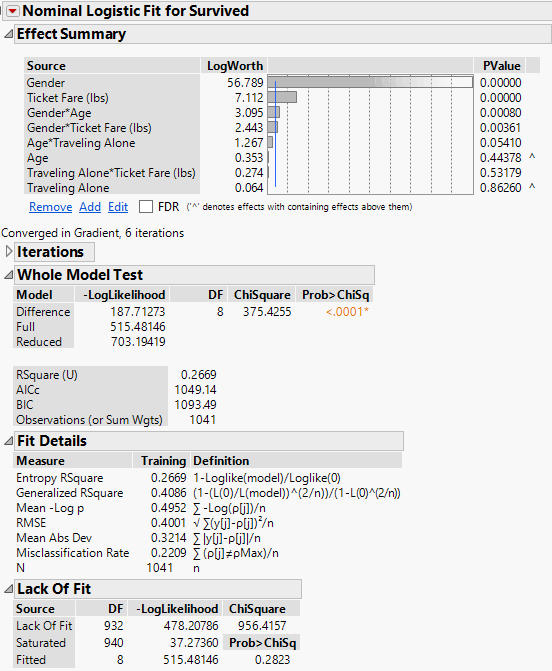 Nominal Logistic Fit for Survived
Effect Summary
Source LogWorth PValue
Gender 56.789 0.00000
Ticket Fare (lbs) 7.112 0.00000
Gender*Age 3.095 0.00080
Gender*Ticket Fare (lbs) 2.443 0.00361
Age*Traveling Alone 1.267 0.05410
Age 0.353 0.44378 ^
Traveling Alone*Ticket Fare (lbs) 0.274 0.53179
Traveling Alone 0.064 0.86260 ^
Remove Add Edit FDR ('^' denotes effects with containing effects above them)
Converged in Gradient, 6 iterations
Iterations
Whole Model Test
Model -LogLikelihood DF ChiSquare Prob>ChiSq
Difference 187.71273 8 375.4255 <.0001*
Full 515.48146
Reduced 703.19419
RSquare (U) 0.2669
AICc 1049.14
BIC 1093.49
Observations (or Sum Wgts) 1041
Fit Details
Measure Training Definition
Entropy RSquare 0.2669 1-Loglike(model)/Loglike(0)
Generalized RSquare 0.4086 (1-(L(0)/L(model))^(2/n))/(1-L(0)^(2/n))
Mean -Log p 0.4952 ∑ -Log(ρ[j])/n
RMSE 0.4001 √ ∑(y[j]-ρ[j])²/n
Mean Abs Dev 0.3214 ∑ |y[j]-ρ[j]|/n
Misclassification Rate 0.2209 ∑ (ρ[j]≠ρMax)/n
N 1041 n
Lack Of Fit
Source DF -LogLikelihood ChiSquare
Lack Of Fit 932 478.20786 956.4157
Saturated 940 37.27360 Prob>ChiSq
Fitted 8 515.48146 0.2823